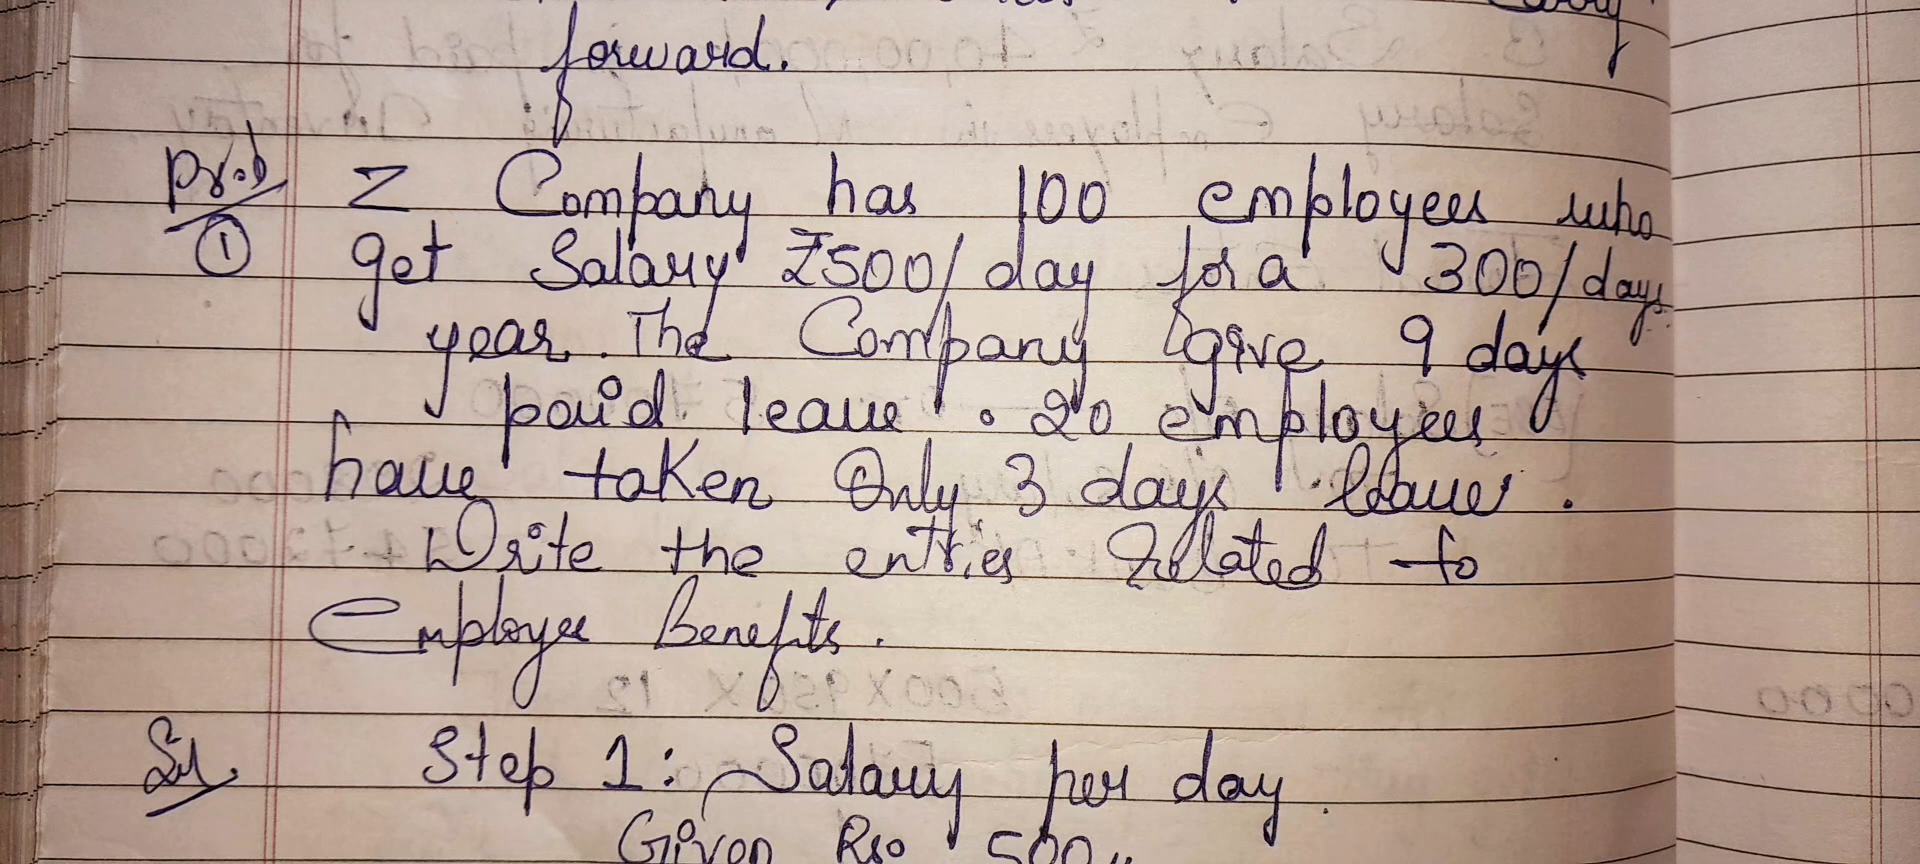 forward.
Prob Z Company has 100 employees who
① get Salary ₹500/day for a 300/days
year. The Company give 9 days
paid leave. 20 employees
have taken Only 3 days leave.
Write the entries Related to
Employee Benefits.
Sol. Step 1: Salary per day.
Given Rs. 500